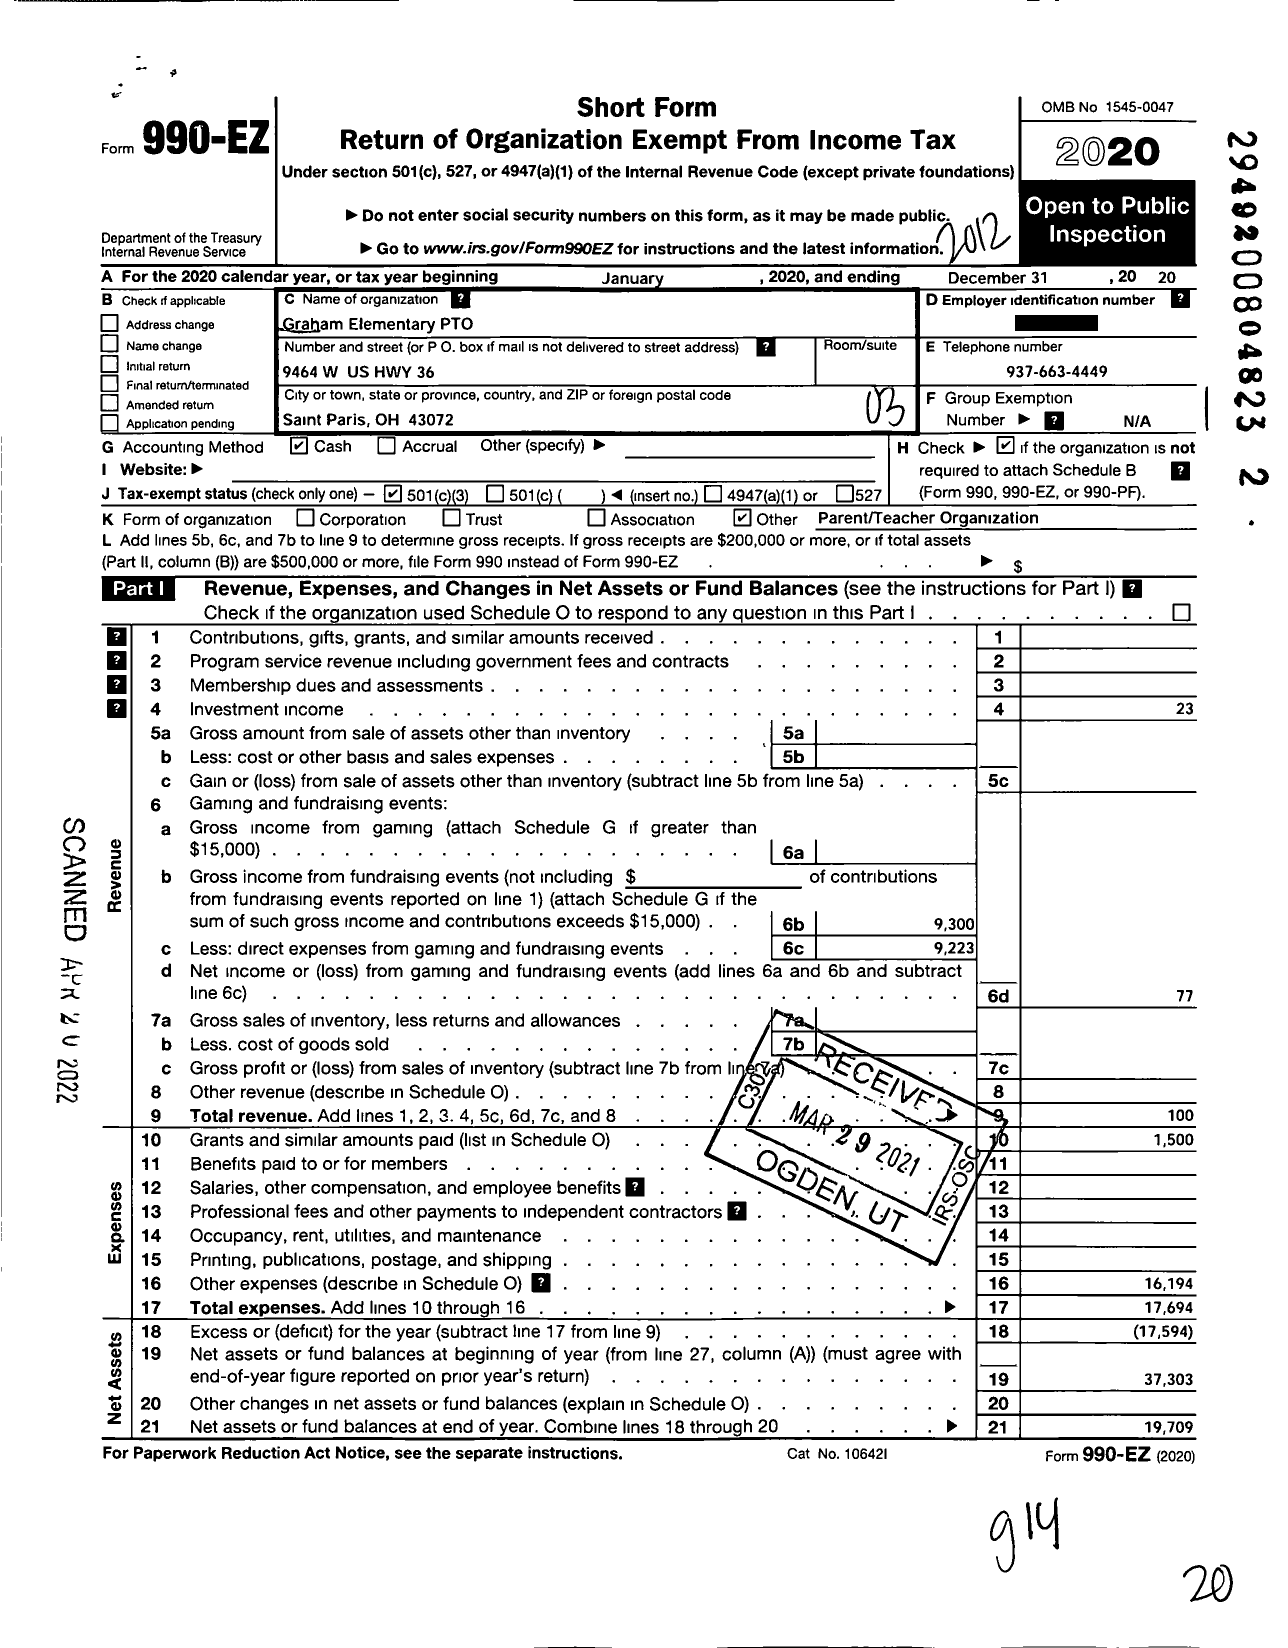 Form 990-EZ
Department of the Treasury
Internal Revenue Service
Short Form
Return of Organization Exempt From Income Tax
Under section 501(c), 527, or 4947(a)(1) of the Internal Revenue Code (except private foundations)
▶ Do not enter social security numbers on this form, as it may be made public.
▶ Go to www.irs.gov/Form990EZ for instructions and the latest information.
2012
OMB No 1545-0047
2020
Open to Public
Inspection
2949200804823 2
A For the 2020 calendar year, or tax year beginning January , 2020, and ending December 31 , 20 20
B Check if applicable
Address change
Name change
Initial return
Final return/terminated
Amended return
Application pending
C Name of organization ?
Graham Elementary PTO
Number and street (or P O. box if mail is not delivered to street address) ? Room/suite
9464 W US HWY 36
City or town, state or province, country, and ZIP or foreign postal code
Saint Paris, OH 43072
03
D Employer identification number ?
E Telephone number
937-663-4449
F Group Exemption
Number ▶ ? N/A
G Accounting Method ✔ Cash Accrual Other (specify) ▶
H Check ▶ ✔ if the organization is not
required to attach Schedule B ?
(Form 990, 990-EZ, or 990-PF).
I Website: ▶
J Tax-exempt status (check only one) — ✔ 501(c)(3) 501(c) ( ) ◀ (insert no.) 4947(a)(1) or 527
K Form of organization Corporation Trust Association ✔ Other Parent/Teacher Organization
L Add lines 5b, 6c, and 7b to line 9 to determine gross receipts. If gross receipts are $200,000 or more, or if total assets
(Part II, column (B)) are $500,000 or more, file Form 990 instead of Form 990-EZ . . . . ▶ $
Part I Revenue, Expenses, and Changes in Net Assets or Fund Balances (see the instructions for Part I) ?
Check if the organization used Schedule O to respond to any question in this Part I . . . . . . . . . .
Revenue
? 1 Contributions, gifts, grants, and similar amounts received . . . 1
? 2 Program service revenue including government fees and contracts . . . 2
? 3 Membership dues and assessments . . . 3
? 4 Investment income . . . 4 23
5a Gross amount from sale of assets other than inventory . . . . 5a
b Less: cost or other basis and sales expenses . . . 5b
c Gain or (loss) from sale of assets other than inventory (subtract line 5b from line 5a) . . . . 5c
6 Gaming and fundraising events:
a Gross income from gaming (attach Schedule G if greater than
$15,000) . . . 6a
b Gross income from fundraising events (not including $ of contributions
from fundraising events reported on line 1) (attach Schedule G if the
sum of such gross income and contributions exceeds $15,000) . . 6b 9,300
c Less: direct expenses from gaming and fundraising events . . . 6c 9,223
d Net income or (loss) from gaming and fundraising events (add lines 6a and 6b and subtract
line 6c) . . . 6d 77
7a Gross sales of inventory, less returns and allowances . . . 7a
b Less. cost of goods sold . . . 7b
c Gross profit or (loss) from sales of inventory (subtract line 7b from line 7a) . . . 7c
8 Other revenue (describe in Schedule O) . . . 8
9 Total revenue. Add lines 1, 2, 3. 4, 5c, 6d, 7c, and 8 . . . ▶ 9 100
RECEIVED
C307
MAR 29 2021
IRS-OSC
OGDEN, UT
Expenses
10 Grants and similar amounts paid (list in Schedule O) . . . 10 1,500
11 Benefits paid to or for members . . . 11
12 Salaries, other compensation, and employee benefits ? . . . 12
13 Professional fees and other payments to independent contractors ? . . . 13
14 Occupancy, rent, utilities, and maintenance . . . 14
15 Printing, publications, postage, and shipping . . . 15
16 Other expenses (describe in Schedule O) ? . . . 16 16,194
17 Total expenses. Add lines 10 through 16 . . . ▶ 17 17,694
Net Assets
18 Excess or (deficit) for the year (subtract line 17 from line 9) . . . 18 (17,594)
19 Net assets or fund balances at beginning of year (from line 27, column (A)) (must agree with
end-of-year figure reported on prior year's return) . . . 19 37,303
20 Other changes in net assets or fund balances (explain in Schedule O) . . . 20
21 Net assets or fund balances at end of year. Combine lines 18 through 20 . . . ▶ 21 19,709
For Paperwork Reduction Act Notice, see the separate instructions. Cat No. 10642I Form 990-EZ (2020)
SCANNED APR 20 2022
g14
20